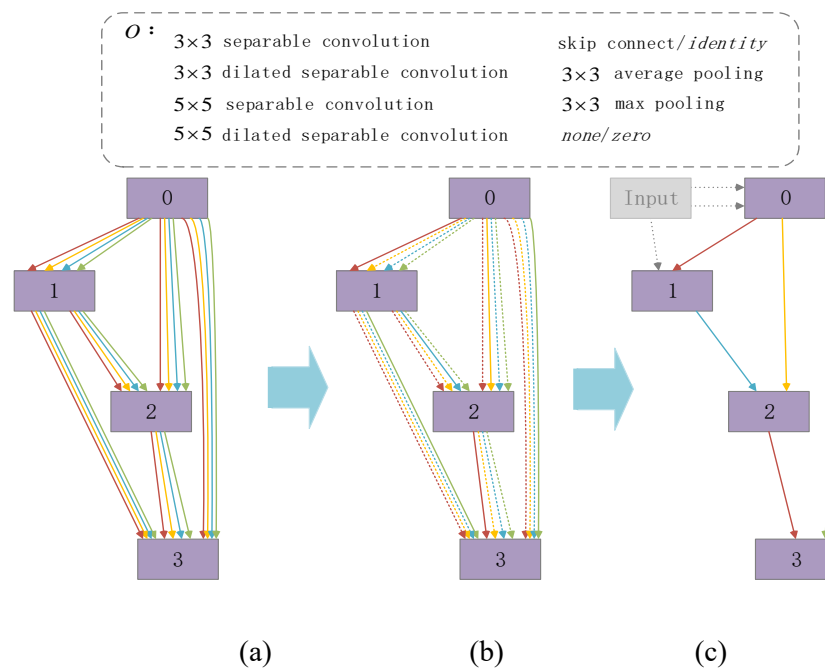 O :
3×3 separable convolution
skip connect/identity
3×3 dilated separable convolution
3×3 average pooling
5×5 separable convolution
3×3 max pooling
5×5 dilated separable convolution
none/zero
0
1
2
3
0
1
2
3
Input
0
1
2
3
(a)
(b)
(c)